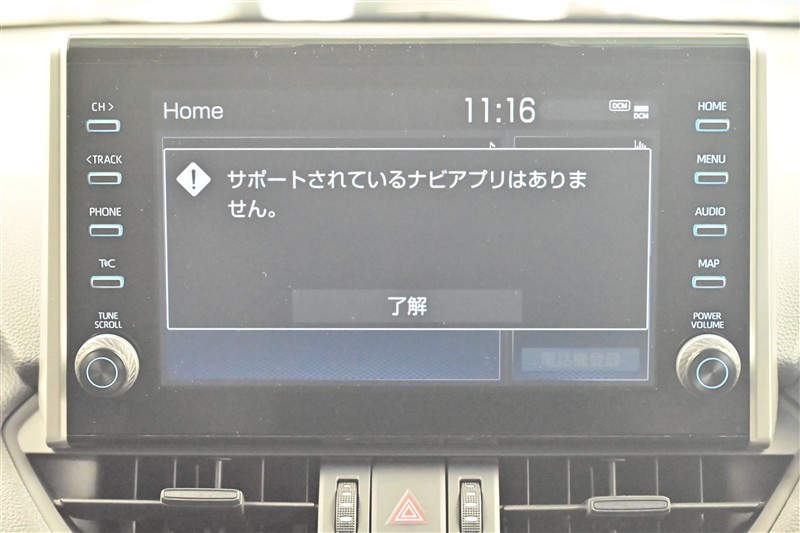 CH >
< TRACK
PHONE
T C
TUNE
SCROLL
Home
11:16
DCM
DCM
サポートされているナビアプリはありま
せん。
了解
HOME
MENU
AUDIO
MAP
POWER
VOLUME